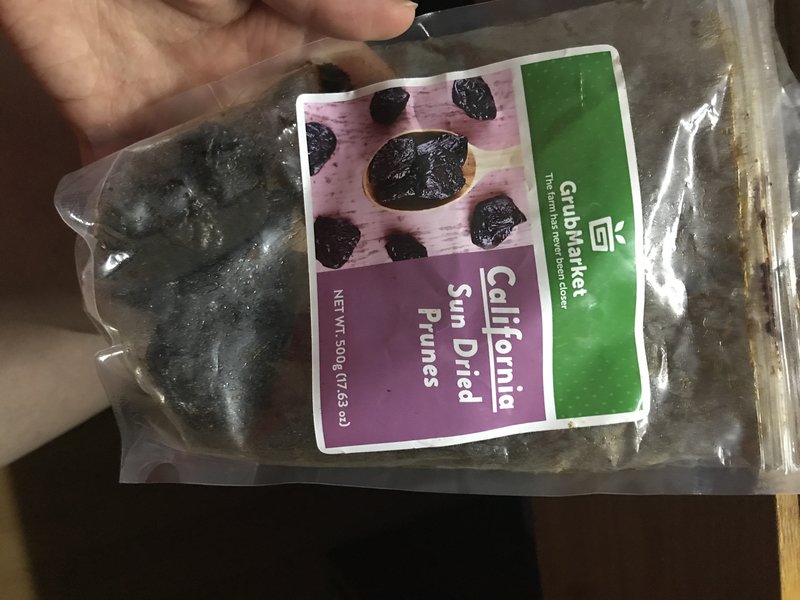 GrubMarket
The farm has never been closer
California
Sun Dried
Prunes
NET WT. 500g (17.63 oz)